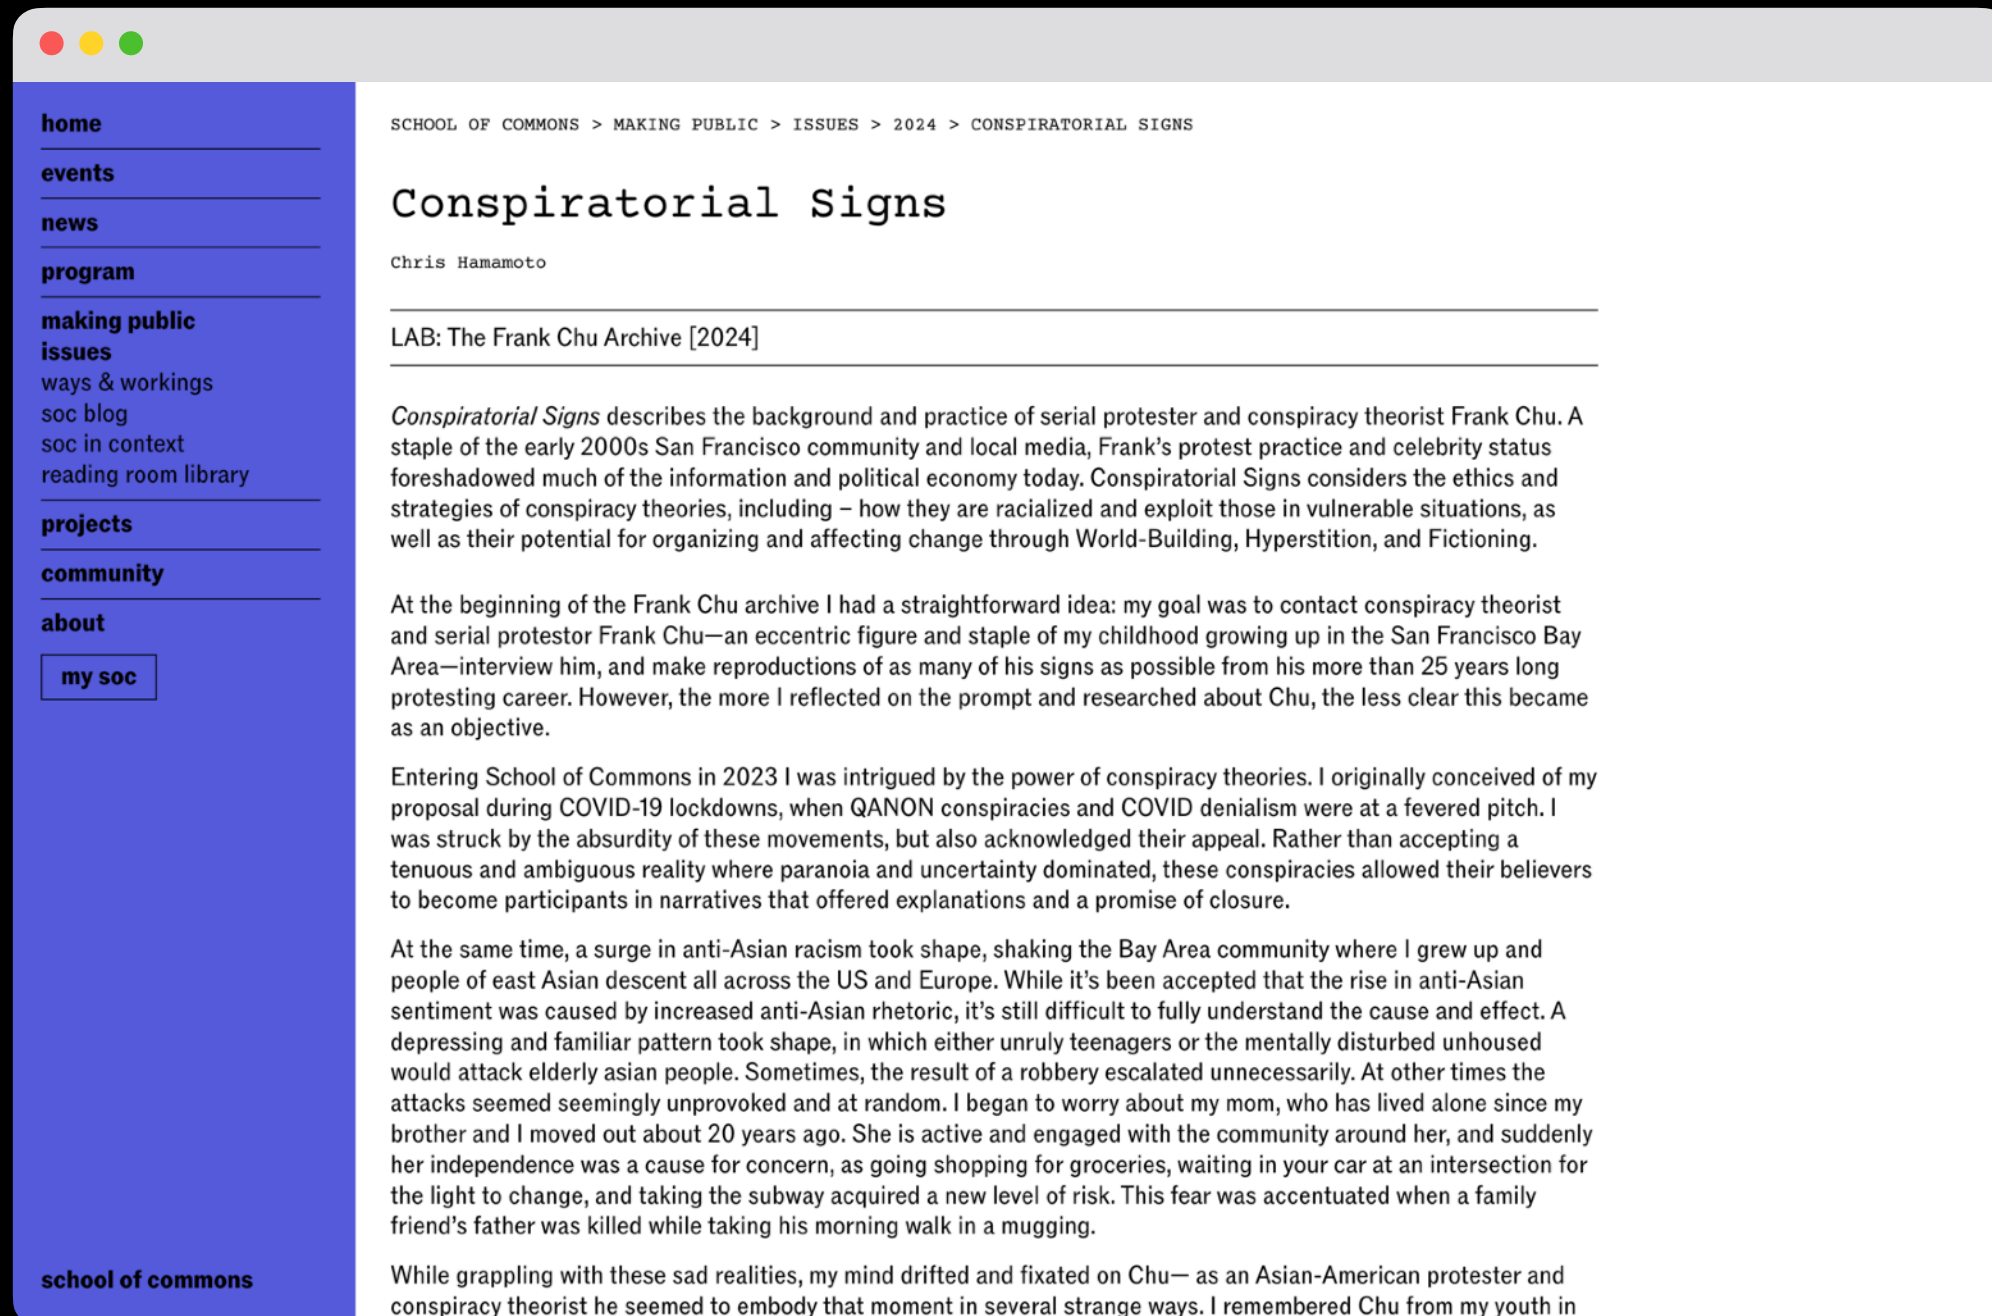 home
events
news
program
making public
issues
ways & workings
soc blog
soc in context
reading room library
projects
community
about
my soc
school of commons
SCHOOL OF COMMONS > MAKING PUBLIC > ISSUES > 2024 > CONSPIRATORIAL SIGNS
Conspiratorial Signs
Chris Hamamoto
LAB: The Frank Chu Archive [2024]
Conspiratorial Signs describes the background and practice of serial protester and conspiracy theorist Frank Chu. A
staple of the early 2000s San Francisco community and local media, Frank's protest practice and celebrity status
foreshadowed much of the information and political economy today. Conspiratorial Signs considers the ethics and
strategies of conspiracy theories, including – how they are racialized and exploit those in vulnerable situations, as
well as their potential for organizing and affecting change through World-Building, Hyperstition, and Fictioning.
At the beginning of the Frank Chu archive I had a straightforward idea: my goal was to contact conspiracy theorist
and serial protestor Frank Chu—an eccentric figure and staple of my childhood growing up in the San Francisco Bay
Area—interview him, and make reproductions of as many of his signs as possible from his more than 25 years long
protesting career. However, the more I reflected on the prompt and researched about Chu, the less clear this became
as an objective.
Entering School of Commons in 2023 I was intrigued by the power of conspiracy theories. I originally conceived of my
proposal during COVID-19 lockdowns, when QANON conspiracies and COVID denialism were at a fevered pitch. I
was struck by the absurdity of these movements, but also acknowledged their appeal. Rather than accepting a
tenuous and ambiguous reality where paranoia and uncertainty dominated, these conspiracies allowed their believers
to become participants in narratives that offered explanations and a promise of closure.
At the same time, a surge in anti-Asian racism took shape, shaking the Bay Area community where I grew up and
people of east Asian descent all across the US and Europe. While it's been accepted that the rise in anti-Asian
sentiment was caused by increased anti-Asian rhetoric, it's still difficult to fully understand the cause and effect. A
depressing and familiar pattern took shape, in which either unruly teenagers or the mentally disturbed unhoused
would attack elderly asian people. Sometimes, the result of a robbery escalated unnecessarily. At other times the
attacks seemed seemingly unprovoked and at random. I began to worry about my mom, who has lived alone since my
brother and I moved out about 20 years ago. She is active and engaged with the community around her, and suddenly
her independence was a cause for concern, as going shopping for groceries, waiting in your car at an intersection for
the light to change, and taking the subway acquired a new level of risk. This fear was accentuated when a family
friend's father was killed while taking his morning walk in a mugging.
While grappling with these sad realities, my mind drifted and fixated on Chu— as an Asian-American protester and
conspiracy theorist he seemed to embody that moment in several strange ways. I remembered Chu from my youth in